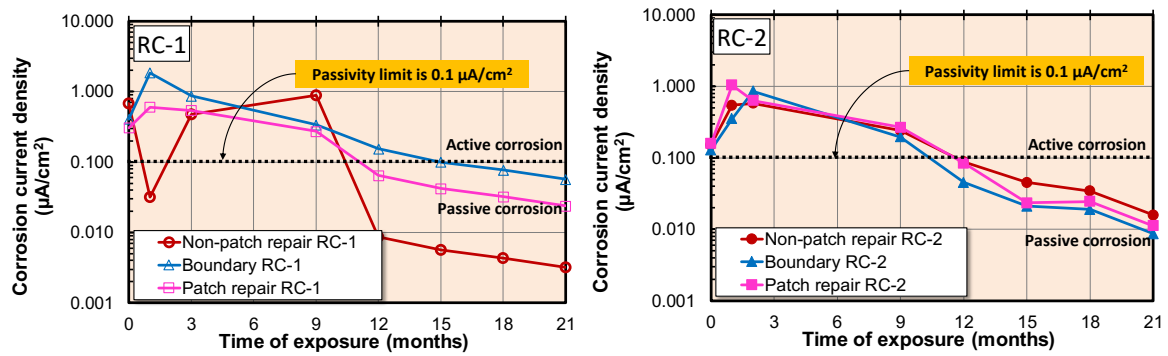 RC-1
Corrosion current density
(µA/cm²)
10.000
1.000
0.100
0.010
0.001
Passivity limit is 0.1 µA/cm²
Active corrosion
Passive corrosion
Non-patch repair RC-1
Boundary RC-1
Patch repair RC-1
0 3 6 9 12 15 18 21
Time of exposure (months)
RC-2
Corrosion current density
(µA/cm²)
10.000
1.000
0.100
0.010
0.001
Passivity limit is 0.1 µA/cm²
Active corrosion
Passive corrosion
Non-patch repair RC-2
Boundary RC-2
Patch repair RC-2
0 3 6 9 12 15 18 21
Time of exposure (months)